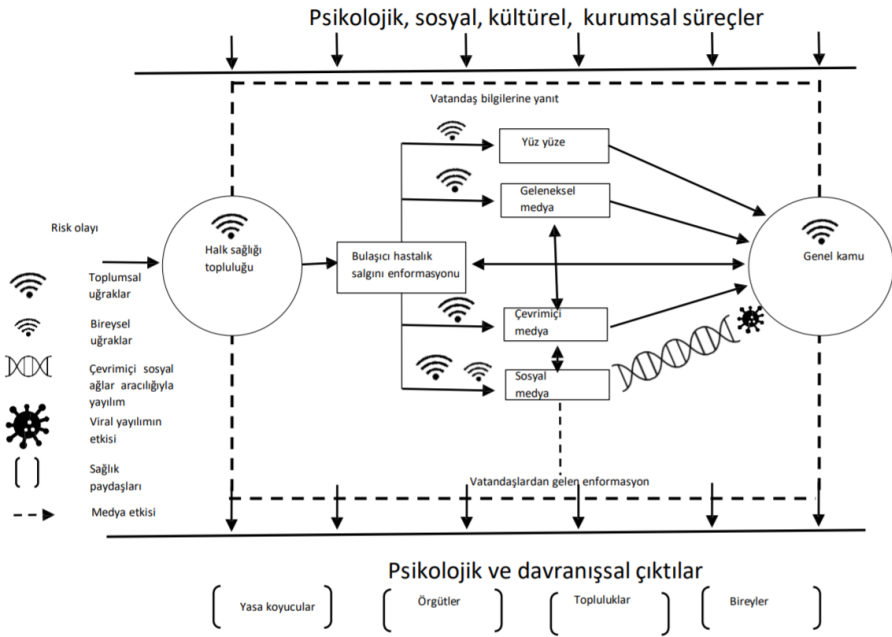 Psikolojik, sosyal, kültürel, kurumsal süreçler
Vatandaş bilgilerine yanıt
Yüz yüze
Geleneksel
medya
Risk olayı
Halk sağlığı
topluluğu
Bulaşıcı hastalık
salgını enformasyonu
Genel kamu
Toplumsal
uğraklar
Bireysel
uğraklar
Çevrimiçi
medya
Çevrimiçi sosyal
ağlar aracılığıyla
yayılım
Sosyal
medya
Viral yayılımın
etkisi
Sağlık
paydaşları
Vatandaşlardan gelen enformasyon
Medya etkisi
Psikolojik ve davranışsal çıktılar
Yasa koyucular
Örgütler
Topluluklar
Bireyler